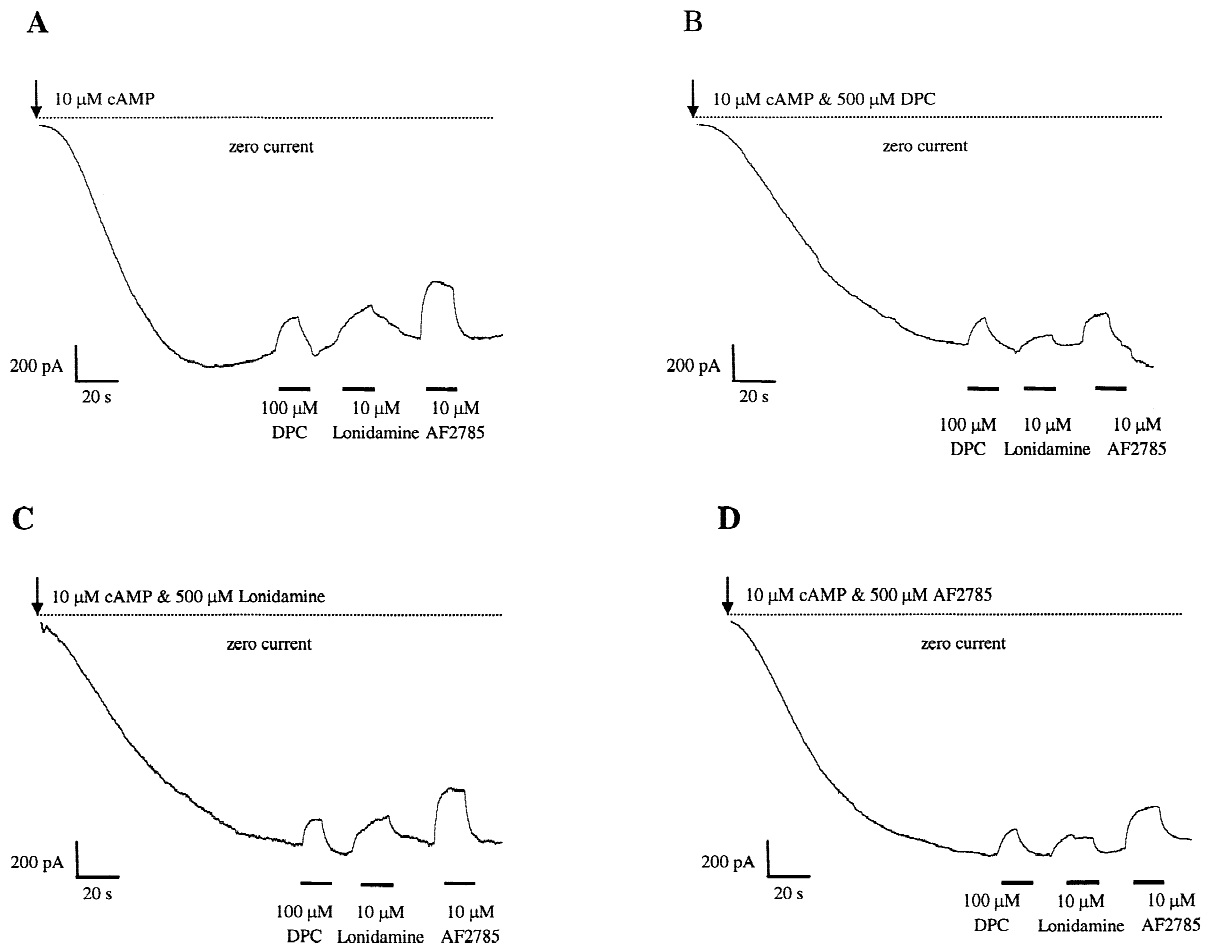 A
10 µM cAMP
zero current
200 pA
20 s
100 µM 10 µM 10 µM
DPC Lonidamine AF2785
B
10 µM cAMP & 500 µM DPC
zero current
200 pA
20 s
100 µM 10 µM 10 µM
DPC Lonidamine AF2785
C
10 µM cAMP & 500 µM Lonidamine
zero current
200 pA
20 s
100 µM 10 µM 10 µM
DPC Lonidamine AF2785
D
10 µM cAMP & 500 µM AF2785
zero current
200 pA
20 s
100 µM 10 µM 10 µM
DPC Lonidamine AF2785